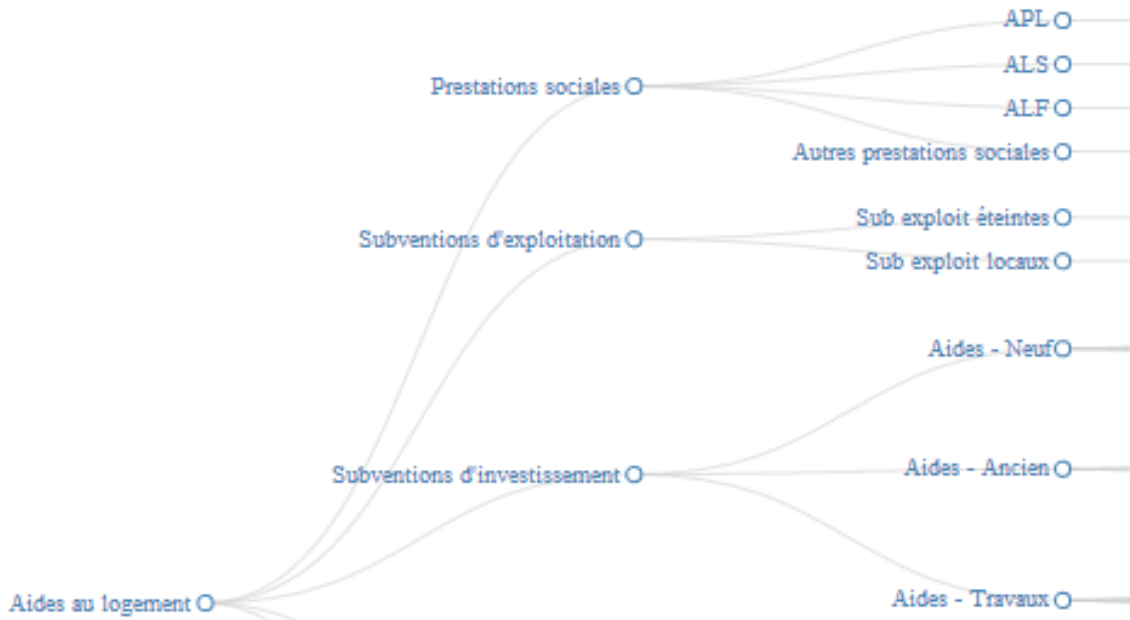 APL
ALS
Prestations sociales
ALF
Autres prestations sociales
Sub exploit éteintes
Subventions d'exploitation
Sub exploit locaux
Aides - Neuf
Aides - Ancien
Subventions d'investissement
Aides - Travaux
Aides au logement